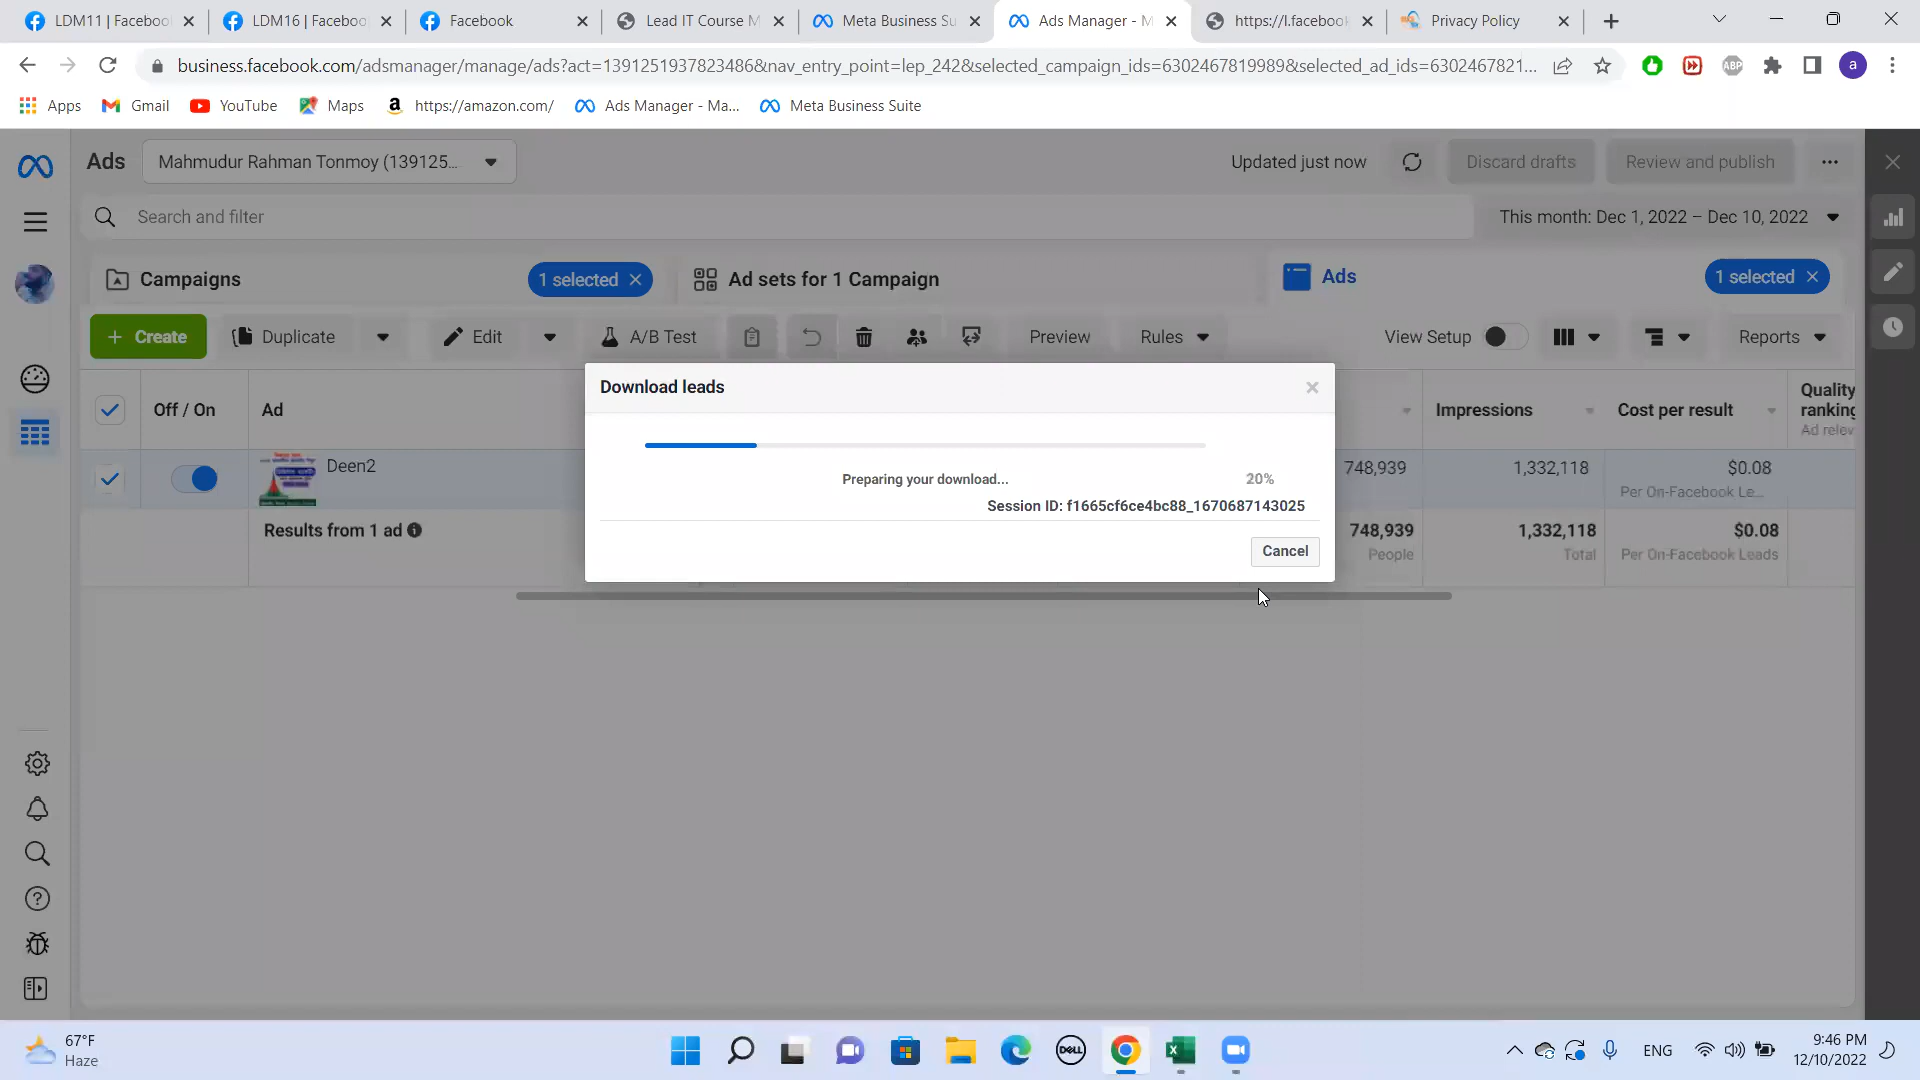 LDM11 | Facebook
LDM16 | Facebook
Facebook
Lead IT Course M
Meta Business Su
Ads Manager - M
https://l.facebook
Privacy Policy
business.facebook.com/adsmanager/manage/ads?act=1391251937823486&nav_entry_point=lep_242&selected_campaign_ids=6302467819989&selected_ad_ids=6302467821...
ABP
a
Apps
Gmail
YouTube
Maps
https://amazon.com/
Ads Manager - Ma...
Meta Business Suite
Ads
Mahmudur Rahman Tonmoy (139125...
Updated just now
Discard drafts
Review and publish
Search and filter
This month: Dec 1, 2022 – Dec 10, 2022
Campaigns
1 selected
Ad sets for 1 Campaign
Ads
1 selected
+ Create
Duplicate
Edit
A/B Test
Preview
Rules
View Setup
Reports
Off / On
Ad
Impressions
Cost per result
Quality
ranking
Ad relev
Deen2
748,939
1,332,118
$0.08
Per On-Facebook Le...
Results from 1 ad
748,939
People
1,332,118
Total
$0.08
Per On-Facebook Leads
Download leads
Preparing your download...
20%
Session ID: f1665cf6ce4bc88_1670687143025
Cancel
67°F
Haze
DELL
ENG
9:46 PM
12/10/2022